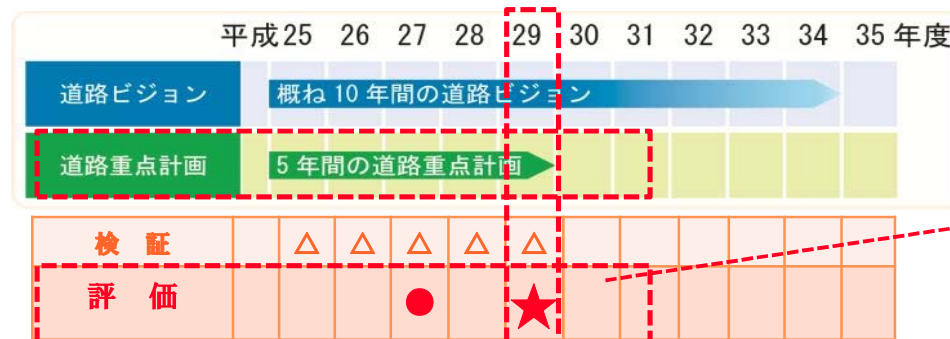 平成25 26 27 28 29 30 31 32 33 34 35 年度
道路ビジョン 概ね 10 年間の道路ビジョン
道路重点計画 5 年間の道路重点計画
検 証 △ △ △ △ △
評 価 ● ★